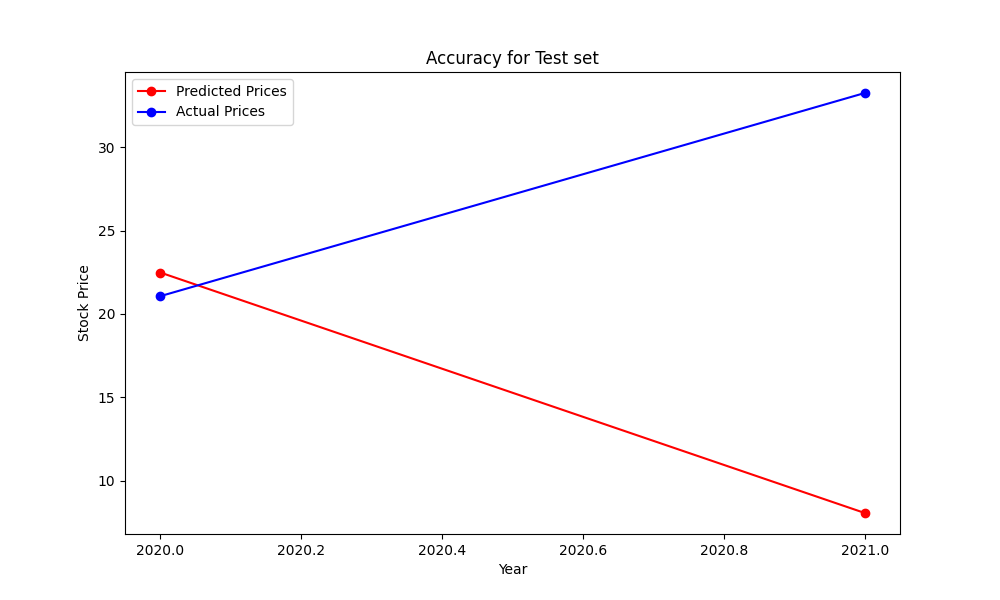 Accuracy for Test set
Predicted Prices
Actual Prices
30
25
20
15
10
Stock Price
2020.0 2020.2 2020.4 2020.6 2020.8 2021.0
Year